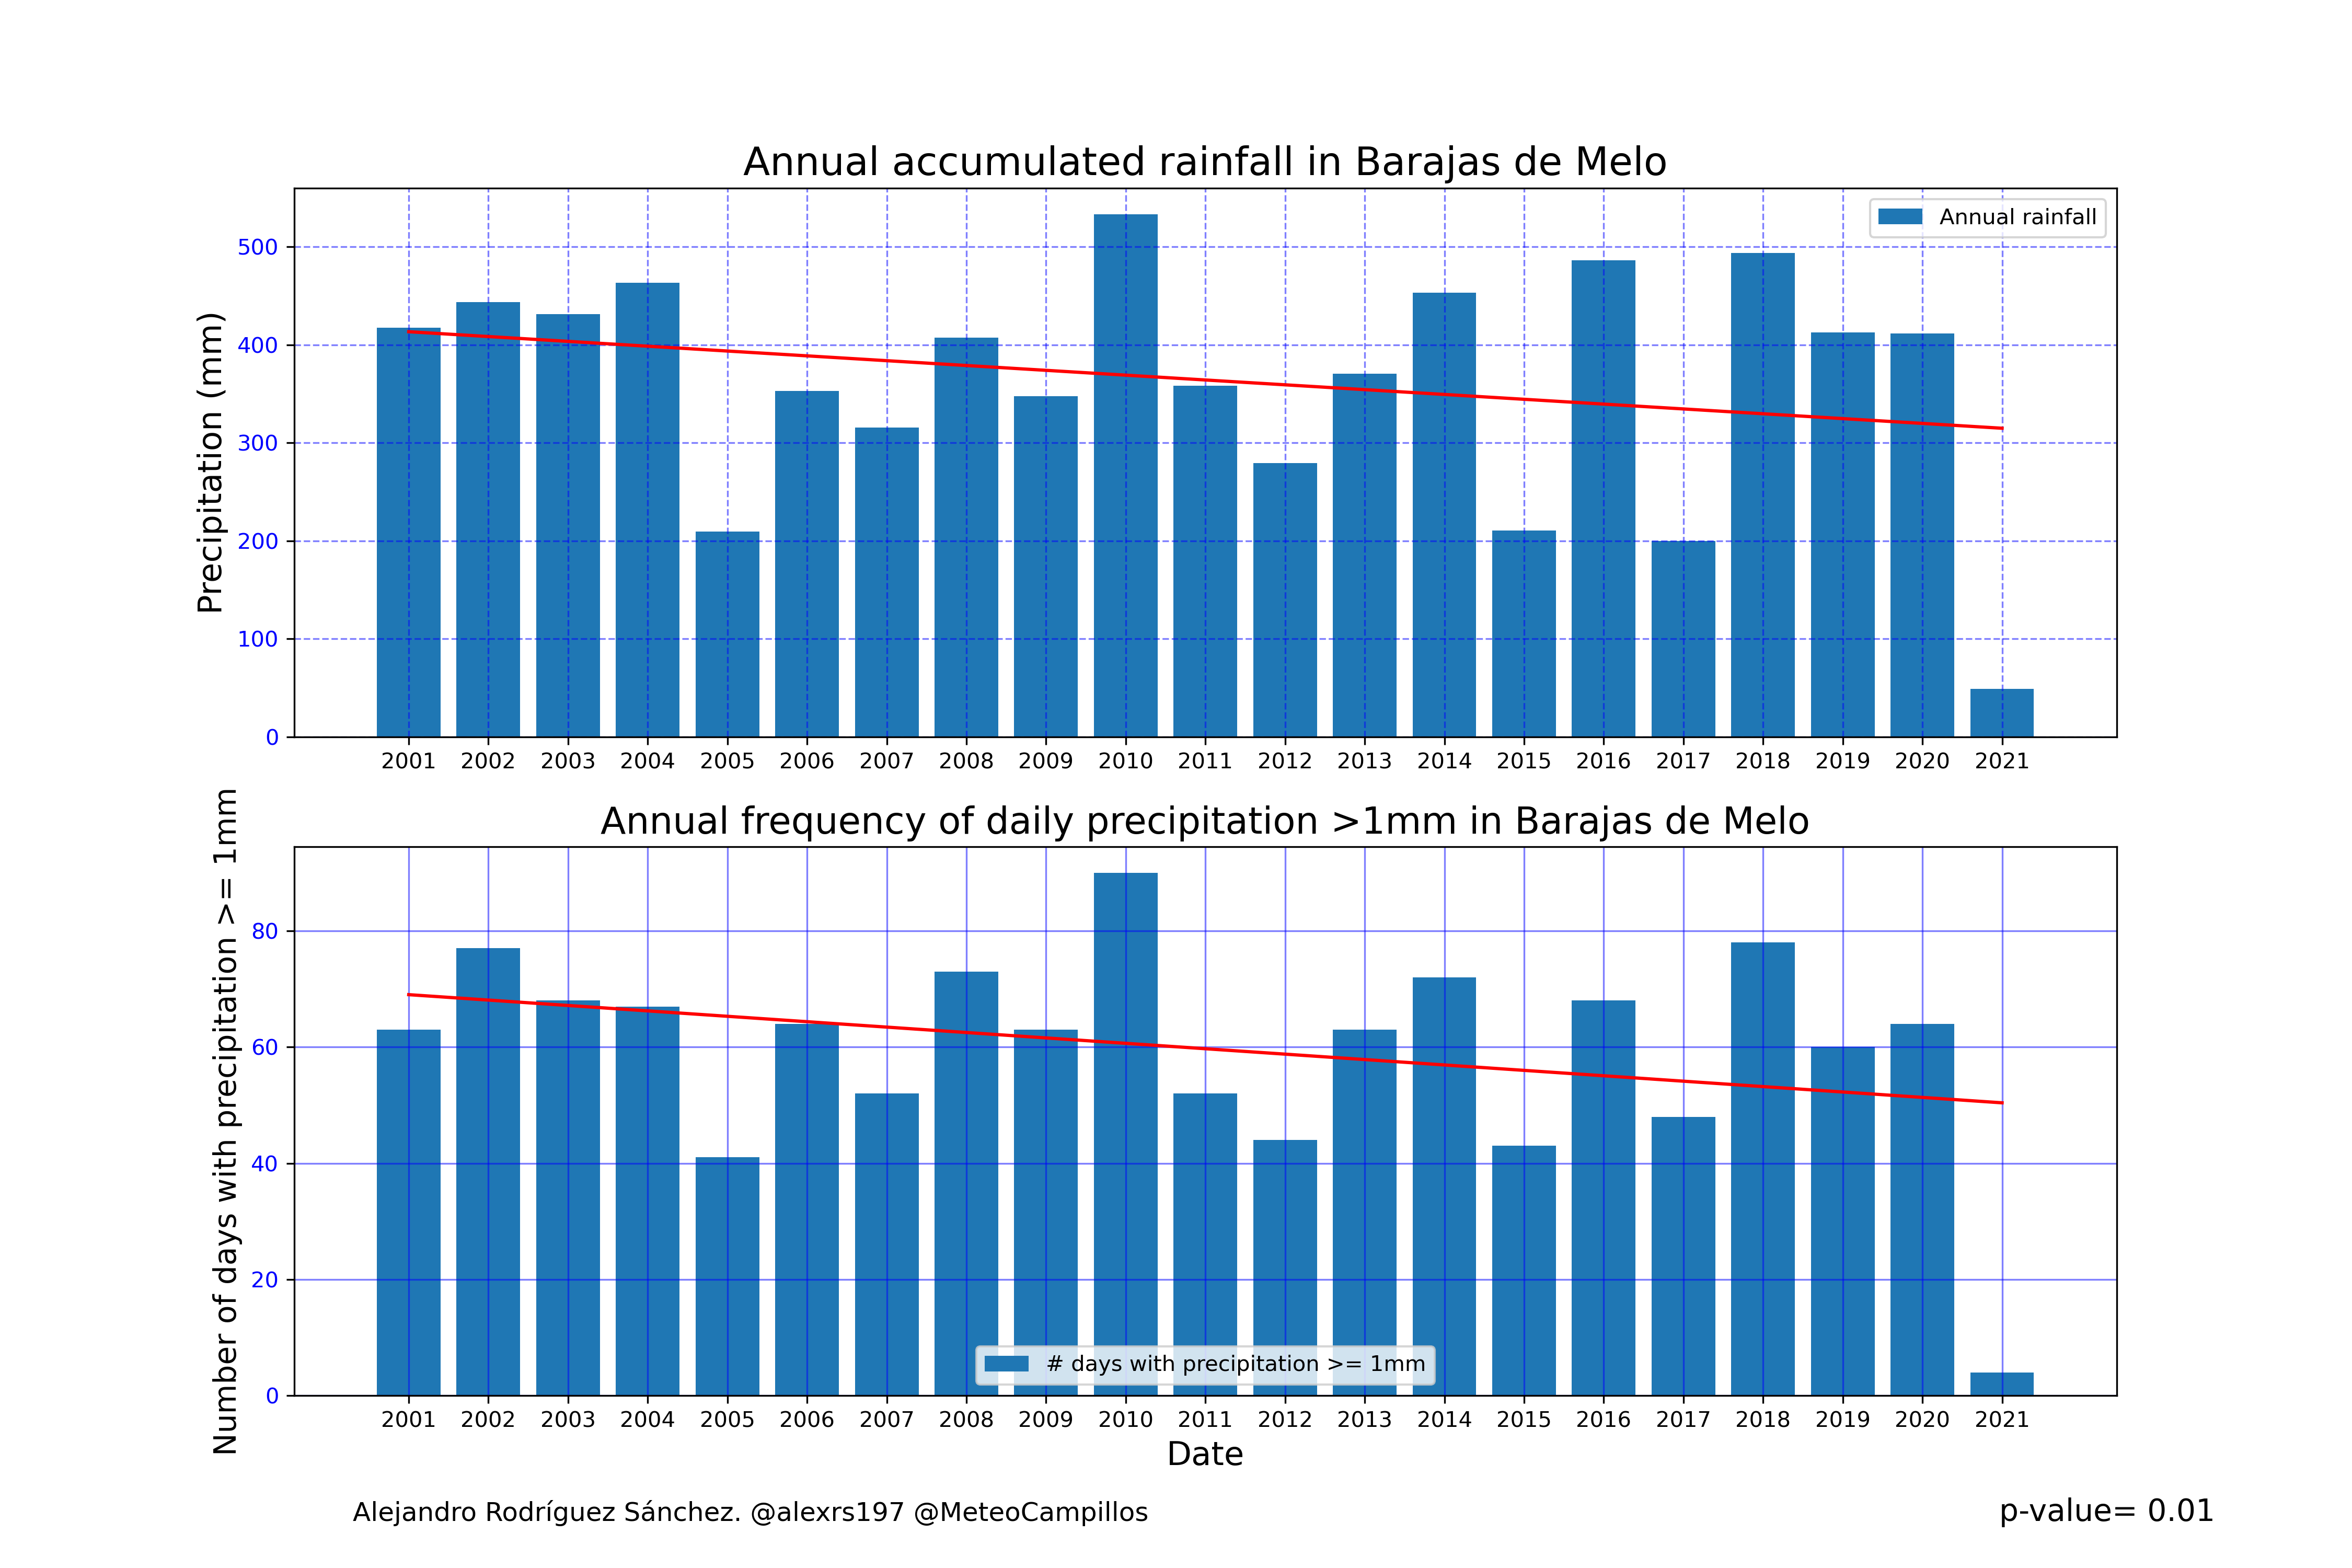 Annual accumulated rainfall in Barajas de Melo
Annual rainfall
Precipitation (mm)
500
400
300
200
100
0
2001 2002 2003 2004 2005 2006 2007 2008 2009 2010 2011 2012 2013 2014 2015 2016 2017 2018 2019 2020 2021
Annual frequency of daily precipitation >1mm in Barajas de Melo
Number of days with precipitation >= 1mm
80
60
40
20
0
# days with precipitation >= 1mm
2001 2002 2003 2004 2005 2006 2007 2008 2009 2010 2011 2012 2013 2014 2015 2016 2017 2018 2019 2020 2021
Date
Alejandro Rodríguez Sánchez. @alexrs197 @MeteoCampillos
p-value= 0.01